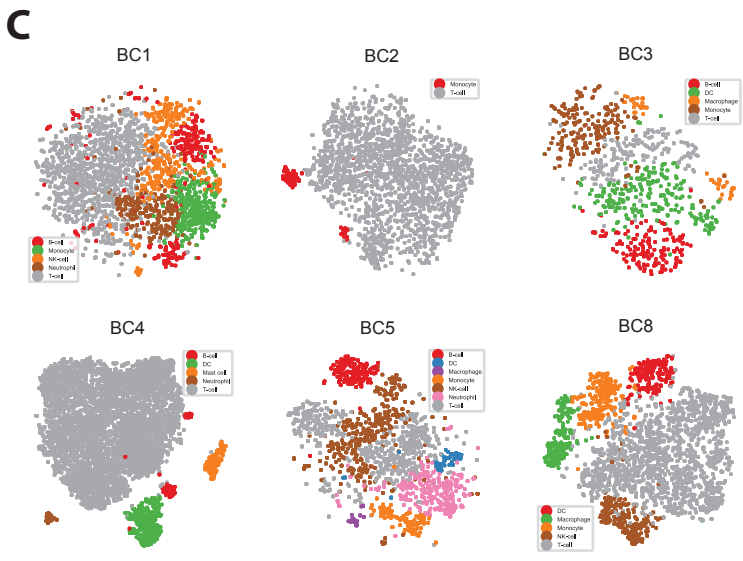 C
BC1
B-cell
Monocyte
NK-cell
Neutrophil
T-cell
BC2
Monocyte
T-cell
BC3
B-cell
DC
Macrophage
Monocyte
T-cell
BC4
B-cell
DC
Mast cell
Neutrophil
T-cell
BC5
B-cell
DC
Macrophage
Monocyte
NK-cell
Neutrophil
T-cell
BC8
DC
Macrophage
Monocyte
NK-cell
T-cell